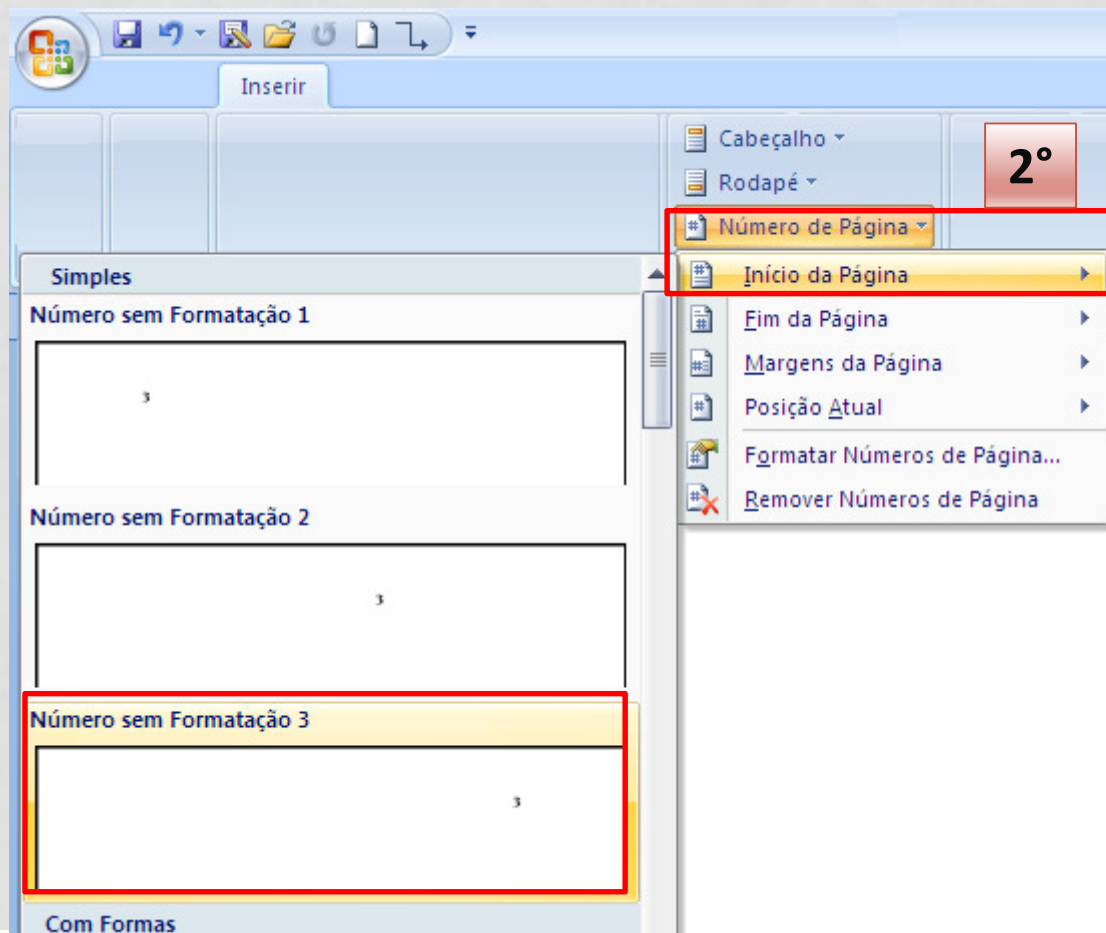 Inserir
Cabeçalho
Rodapé
Número de Página
2°
Início da Página
Fim da Página
Margens da Página
Posição Atual
Formatar Números de Página...
Remover Números de Página
Simples
Número sem Formatação 1
3
Número sem Formatação 2
3
Número sem Formatação 3
3
Com Formas